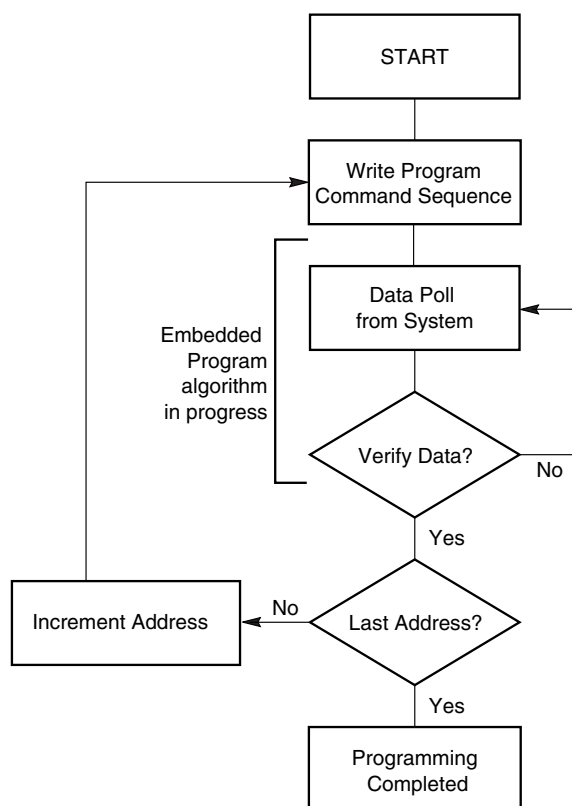 START
Write Program
Command Sequence
Data Poll
from System
Embedded
Program
algorithm
in progress
Verify Data?
No
Yes
Increment Address
No
Last Address?
Yes
Programming
Completed